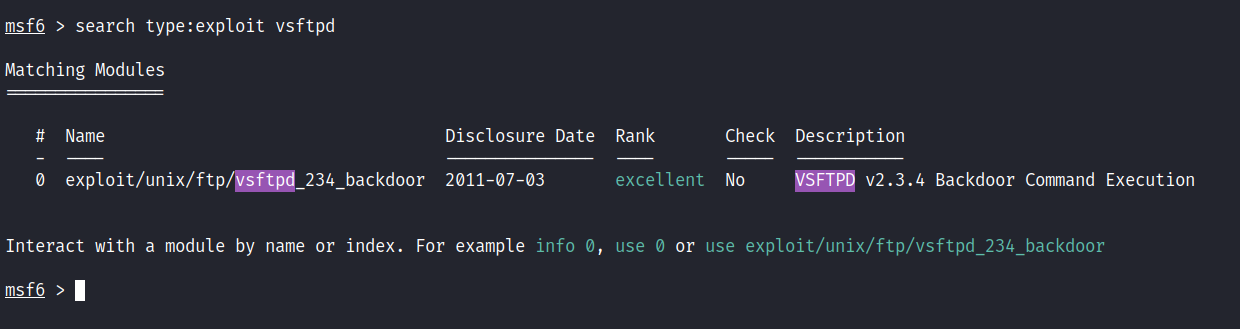 msf6 > search type:exploit vsftpd
Matching Modules
================
#  Name                                  Disclosure Date  Rank       Check  Description
-  ----                                  ---------------  ----       -----  -----------
0  exploit/unix/ftp/vsftpd_234_backdoor  2011-07-03       excellent  No     VSFTPD v2.3.4 Backdoor Command Execution
Interact with a module by name or index. For example info 0, use 0 or use exploit/unix/ftp/vsftpd_234_backdoor
msf6 >